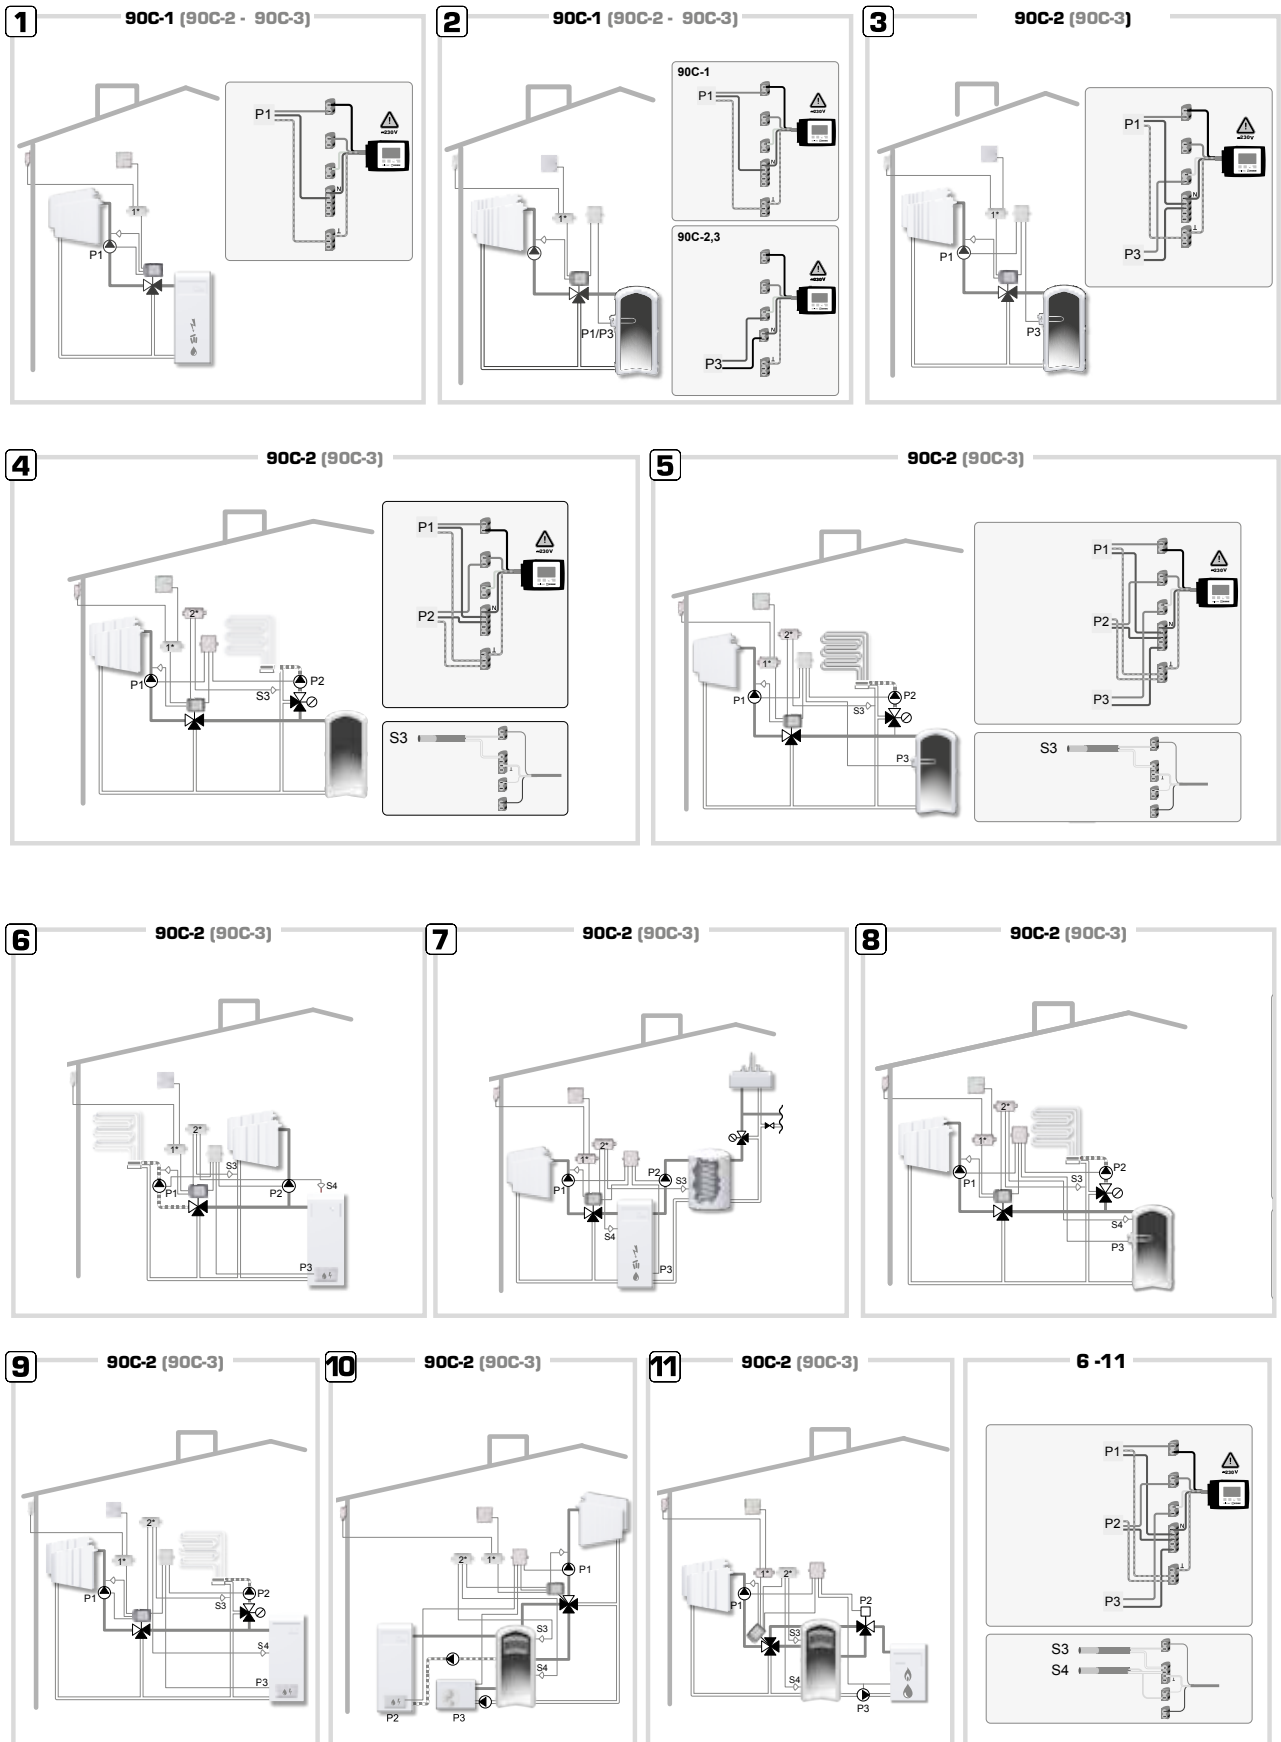 1
90C-1 (90C-2 - 90C-3)
P1
~230V
N
1*
P1
2
90C-1 (90C-2 - 90C-3)
90C-1
P1
~230V
N
90C-2,3
~230V
N
P3
1*
P1/P3
3
90C-2 (90C-3)
P1
~230V
N
P3
1*
P1
P3
4
90C-2 (90C-3)
P1
~230V
N
P2
2*
1*
P1
P2
S3
S3
5
90C-2 (90C-3)
P1
~230V
P2
N
P3
2*
1*
P1
P2
S3
P3
S3
6
90C-2 (90C-3)
2*
1*
S3
S4
P1
P2
P3
7
90C-2 (90C-3)
2*
1*
P2
S3
P1
S4
P3
8
90C-2 (90C-3)
2*
1*
P2
P1
S3
S4
P3
9
90C-2 (90C-3)
2*
1*
P1
P2
S3
S4
P3
10
90C-2 (90C-3)
2*
1*
P1
S3
S4
P2
P3
11
90C-2 (90C-3)
1*
2*
P1
P2
S3
S4
P3
6 -11
P1
~230V
P2
N
P3
S3
S4